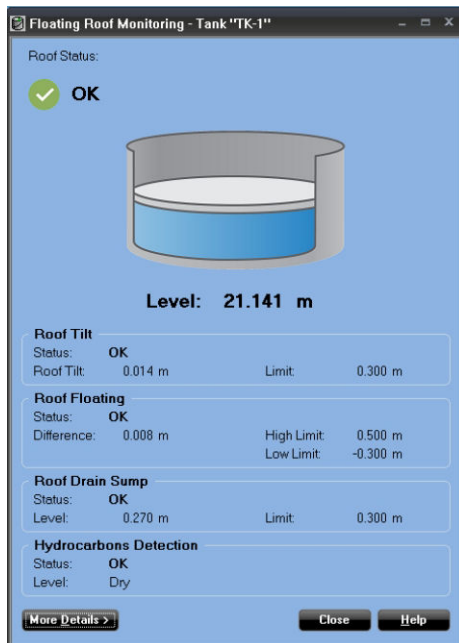 Floating Roof Monitoring - Tank "TK-1"
Roof Status:
OK
Level: 21.141 m
Roof Tilt
Status: OK
Roof Tilt: 0.014 m Limit: 0.300 m
Roof Floating
Status: OK
Difference: 0.008 m High Limit: 0.500 m
Low Limit: -0.300 m
Roof Drain Sump
Status: OK
Level: 0.270 m Limit: 0.300 m
Hydrocarbons Detection
Status: OK
Level: Dry
More Details > Close Help